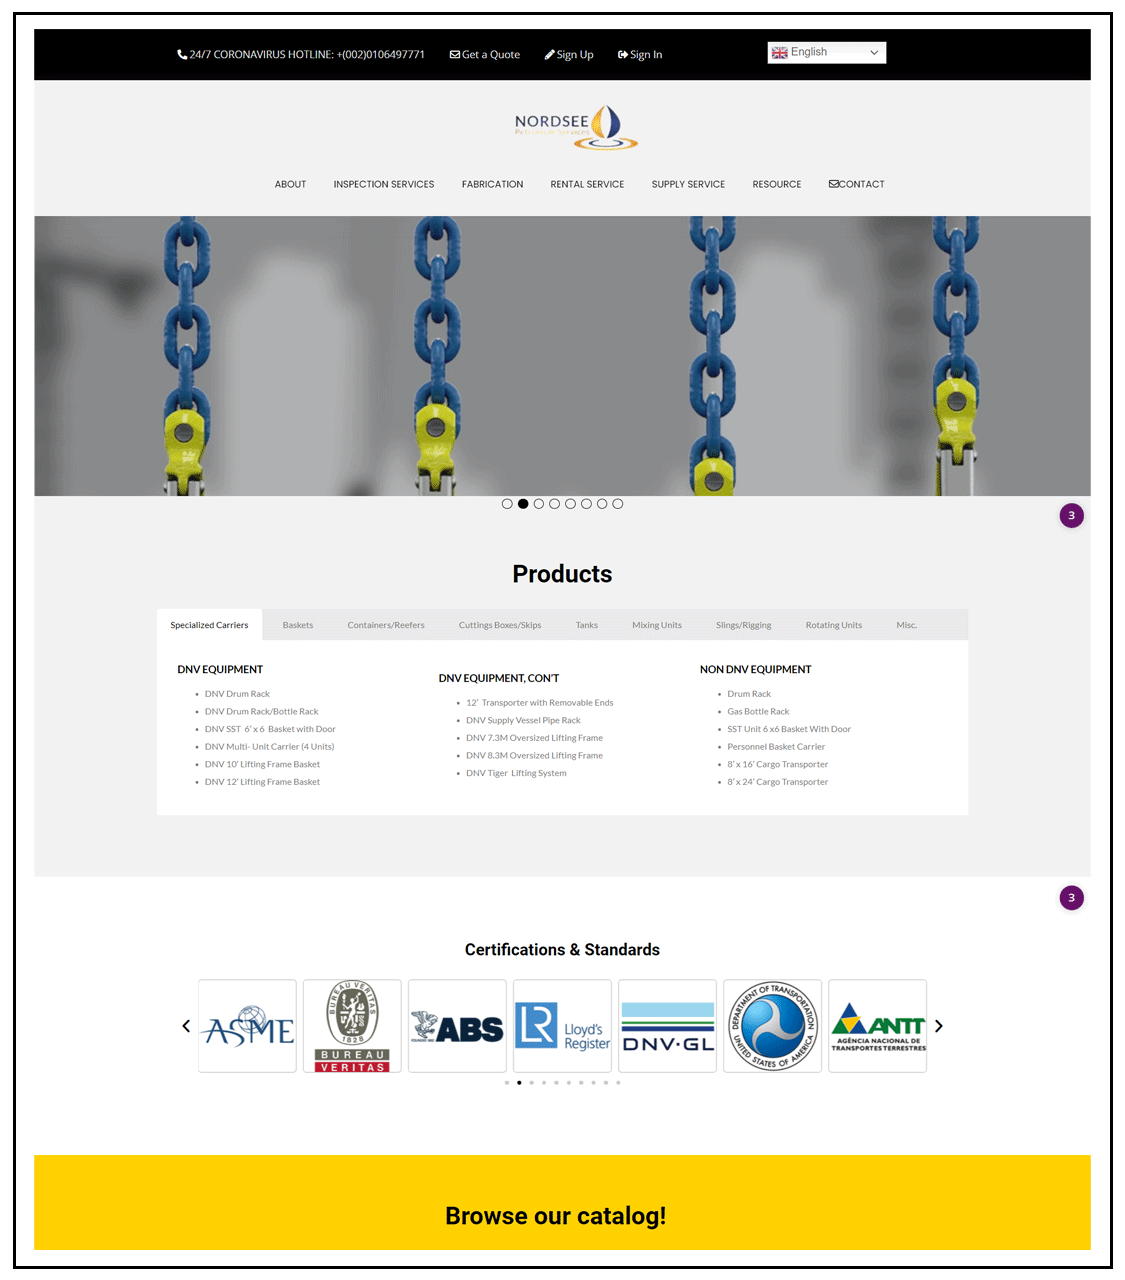 24/7 CORONAVIRUS HOTLINE: +(002)0106497771 Get a Quote Sign Up Sign In English
NORDSEE
Petroleum Services
ABOUT INSPECTION SERVICES FABRICATION RENTAL SERVICE SUPPLY SERVICE RESOURCE CONTACT
3
Products
Specialized Carriers Baskets Containers/Reefers Cuttings Boxes/Skips Tanks Mixing Units Slings/Rigging Rotating Units Misc.
DNV EQUIPMENT
• DNV Drum Rack
• DNV Drum Rack/Bottle Rack
• DNV SST 6' x 6 Basket with Door
• DNV Multi- Unit Carrier (4 Units)
• DNV 10' Lifting Frame Basket
• DNV 12' Lifting Frame Basket
DNV EQUIPMENT, CON'T
• 12' Transporter with Removable Ends
• DNV Supply Vessel Pipe Rack
• DNV 7.3M Oversized Lifting Frame
• DNV 8.3M Oversized Lifting Frame
• DNV Tiger Lifting System
NON DNV EQUIPMENT
• Drum Rack
• Gas Bottle Rack
• SST Unit 6 x6 Basket With Door
• Personnel Basket Carrier
• 8' x 16' Cargo Transporter
• 8' x 24' Cargo Transporter
3
Certifications & Standards
ASME
BUREAU VERITAS
1828
BUREAU
VERITAS
ABS
FOUNDED 1862
LR
Lloyd's
Register
DNV·GL
DEPARTMENT OF TRANSPORTATION
UNITED STATES OF AMERICA
ANTT
AGÊNCIA NACIONAL DE
TRANSPORTES TERRESTRES
Browse our catalog!